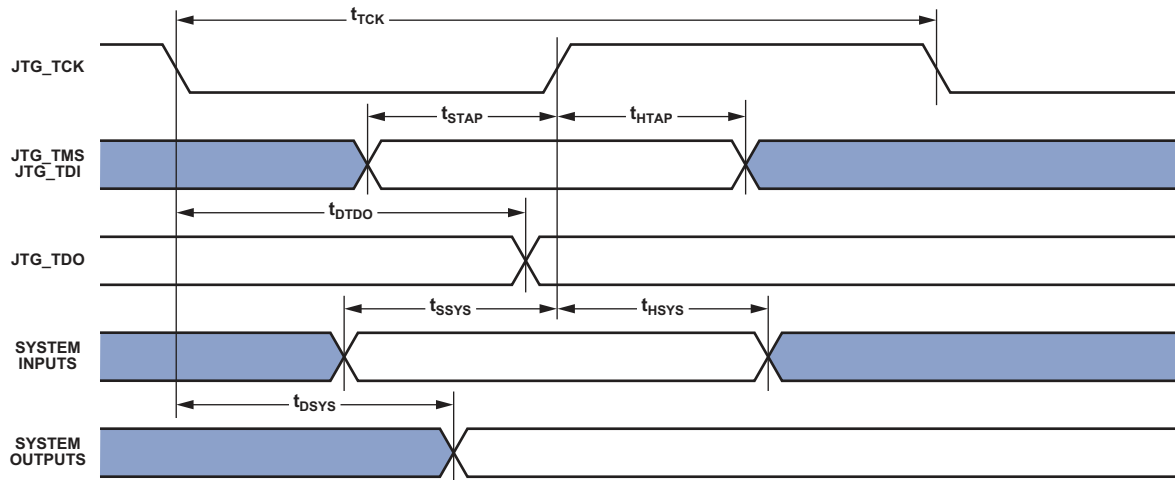 tTCK
JTG_TCK
tSTAP
tHTAP
JTG_TMS
JTG_TDI
tDTDO
JTG_TDO
tSSYS
tHSYS
SYSTEM
INPUTS
tDSYS
SYSTEM
OUTPUTS